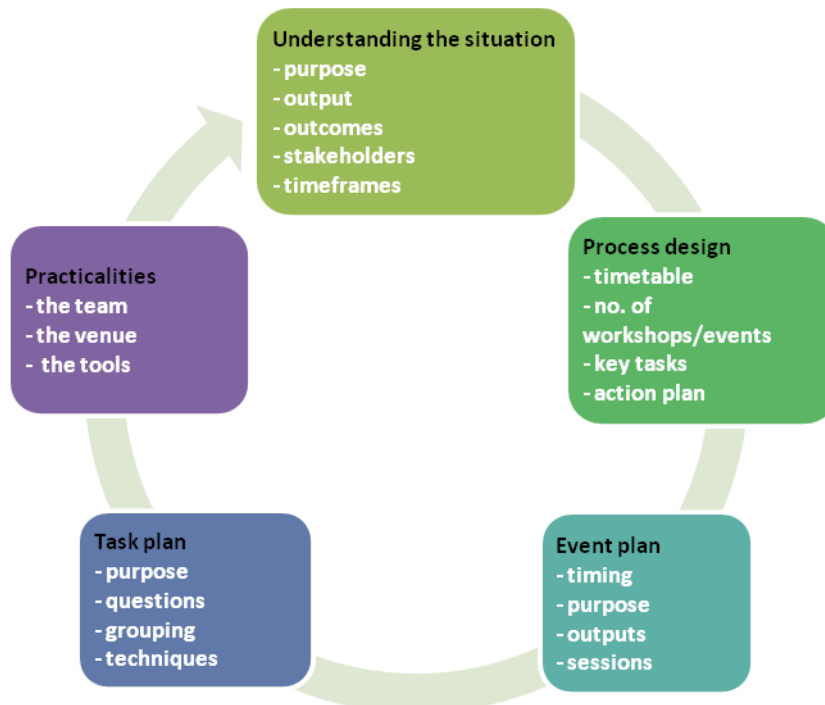 Understanding the situation
- purpose
- output
- outcomes
- stakeholders
- timeframes
Process design
- timetable
- no. of
workshops/events
- key tasks
- action plan
Event plan
- timing
- purpose
- outputs
- sessions
Task plan
- purpose
- questions
- grouping
- techniques
Practicalities
- the team
- the venue
- the tools